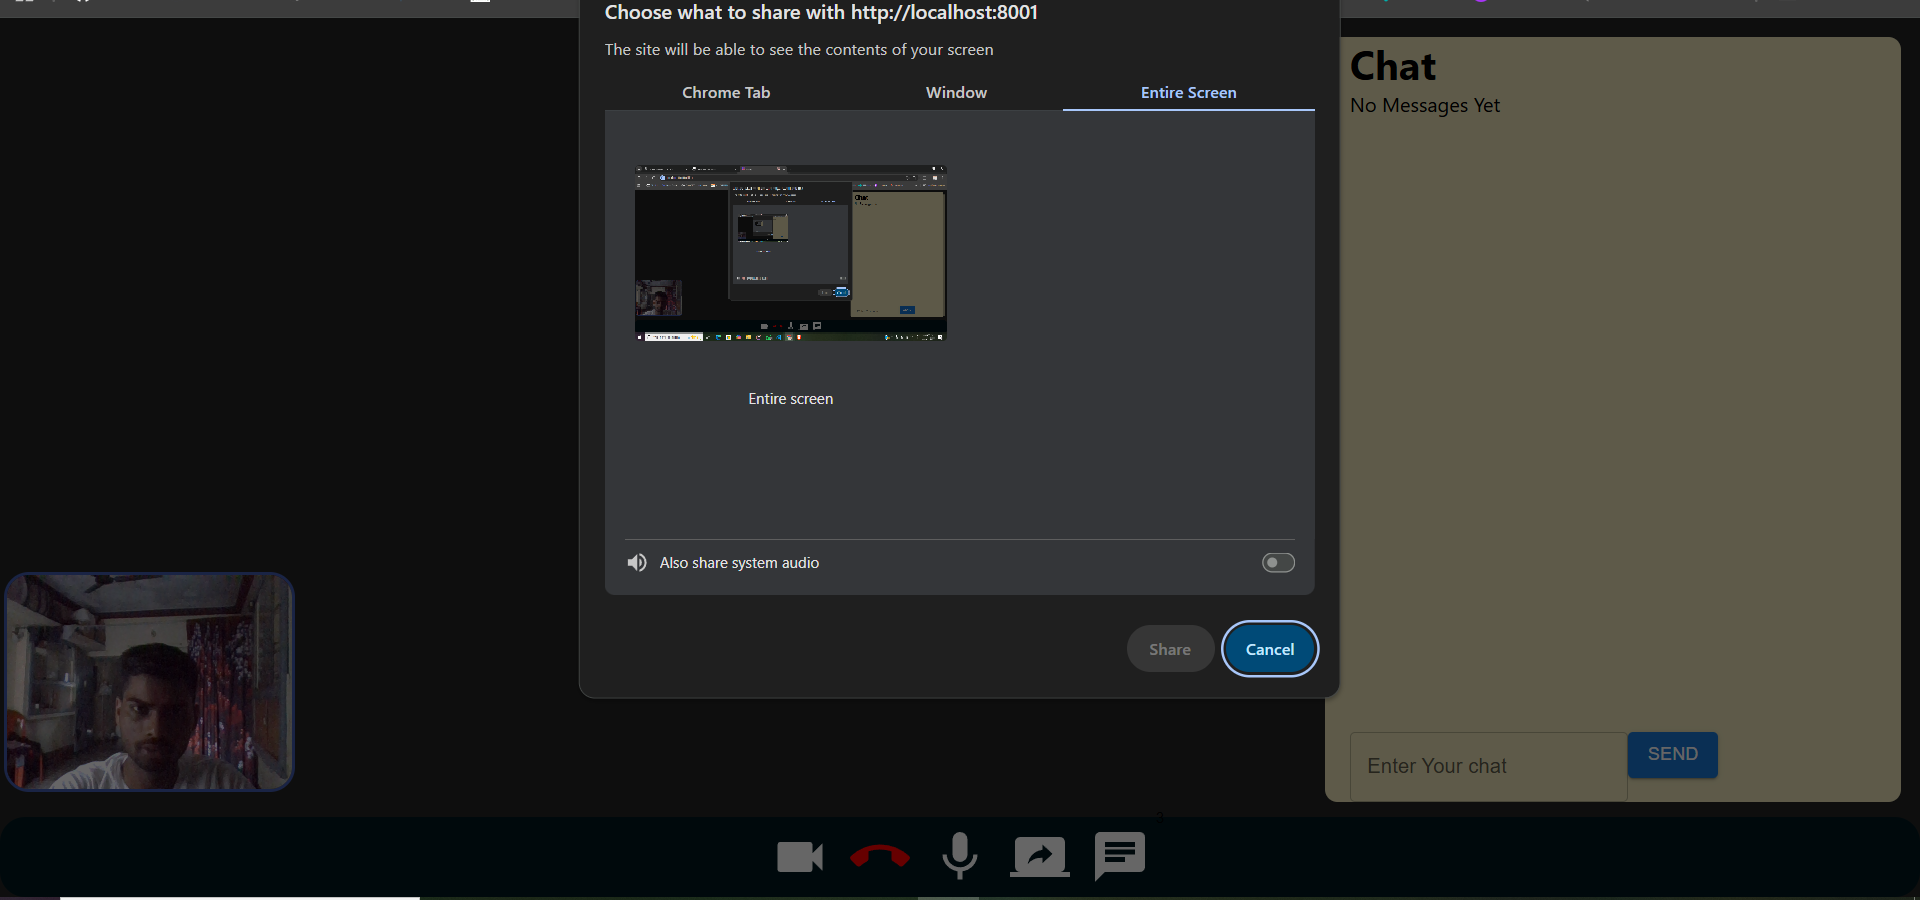 Choose what to share with http://localhost:8001
The site will be able to see the contents of your screen
Chrome Tab Window Entire Screen
Chat
Entire screen
Also share system audio
Share Cancel
Chat
No Messages Yet
Enter Your chat SEND